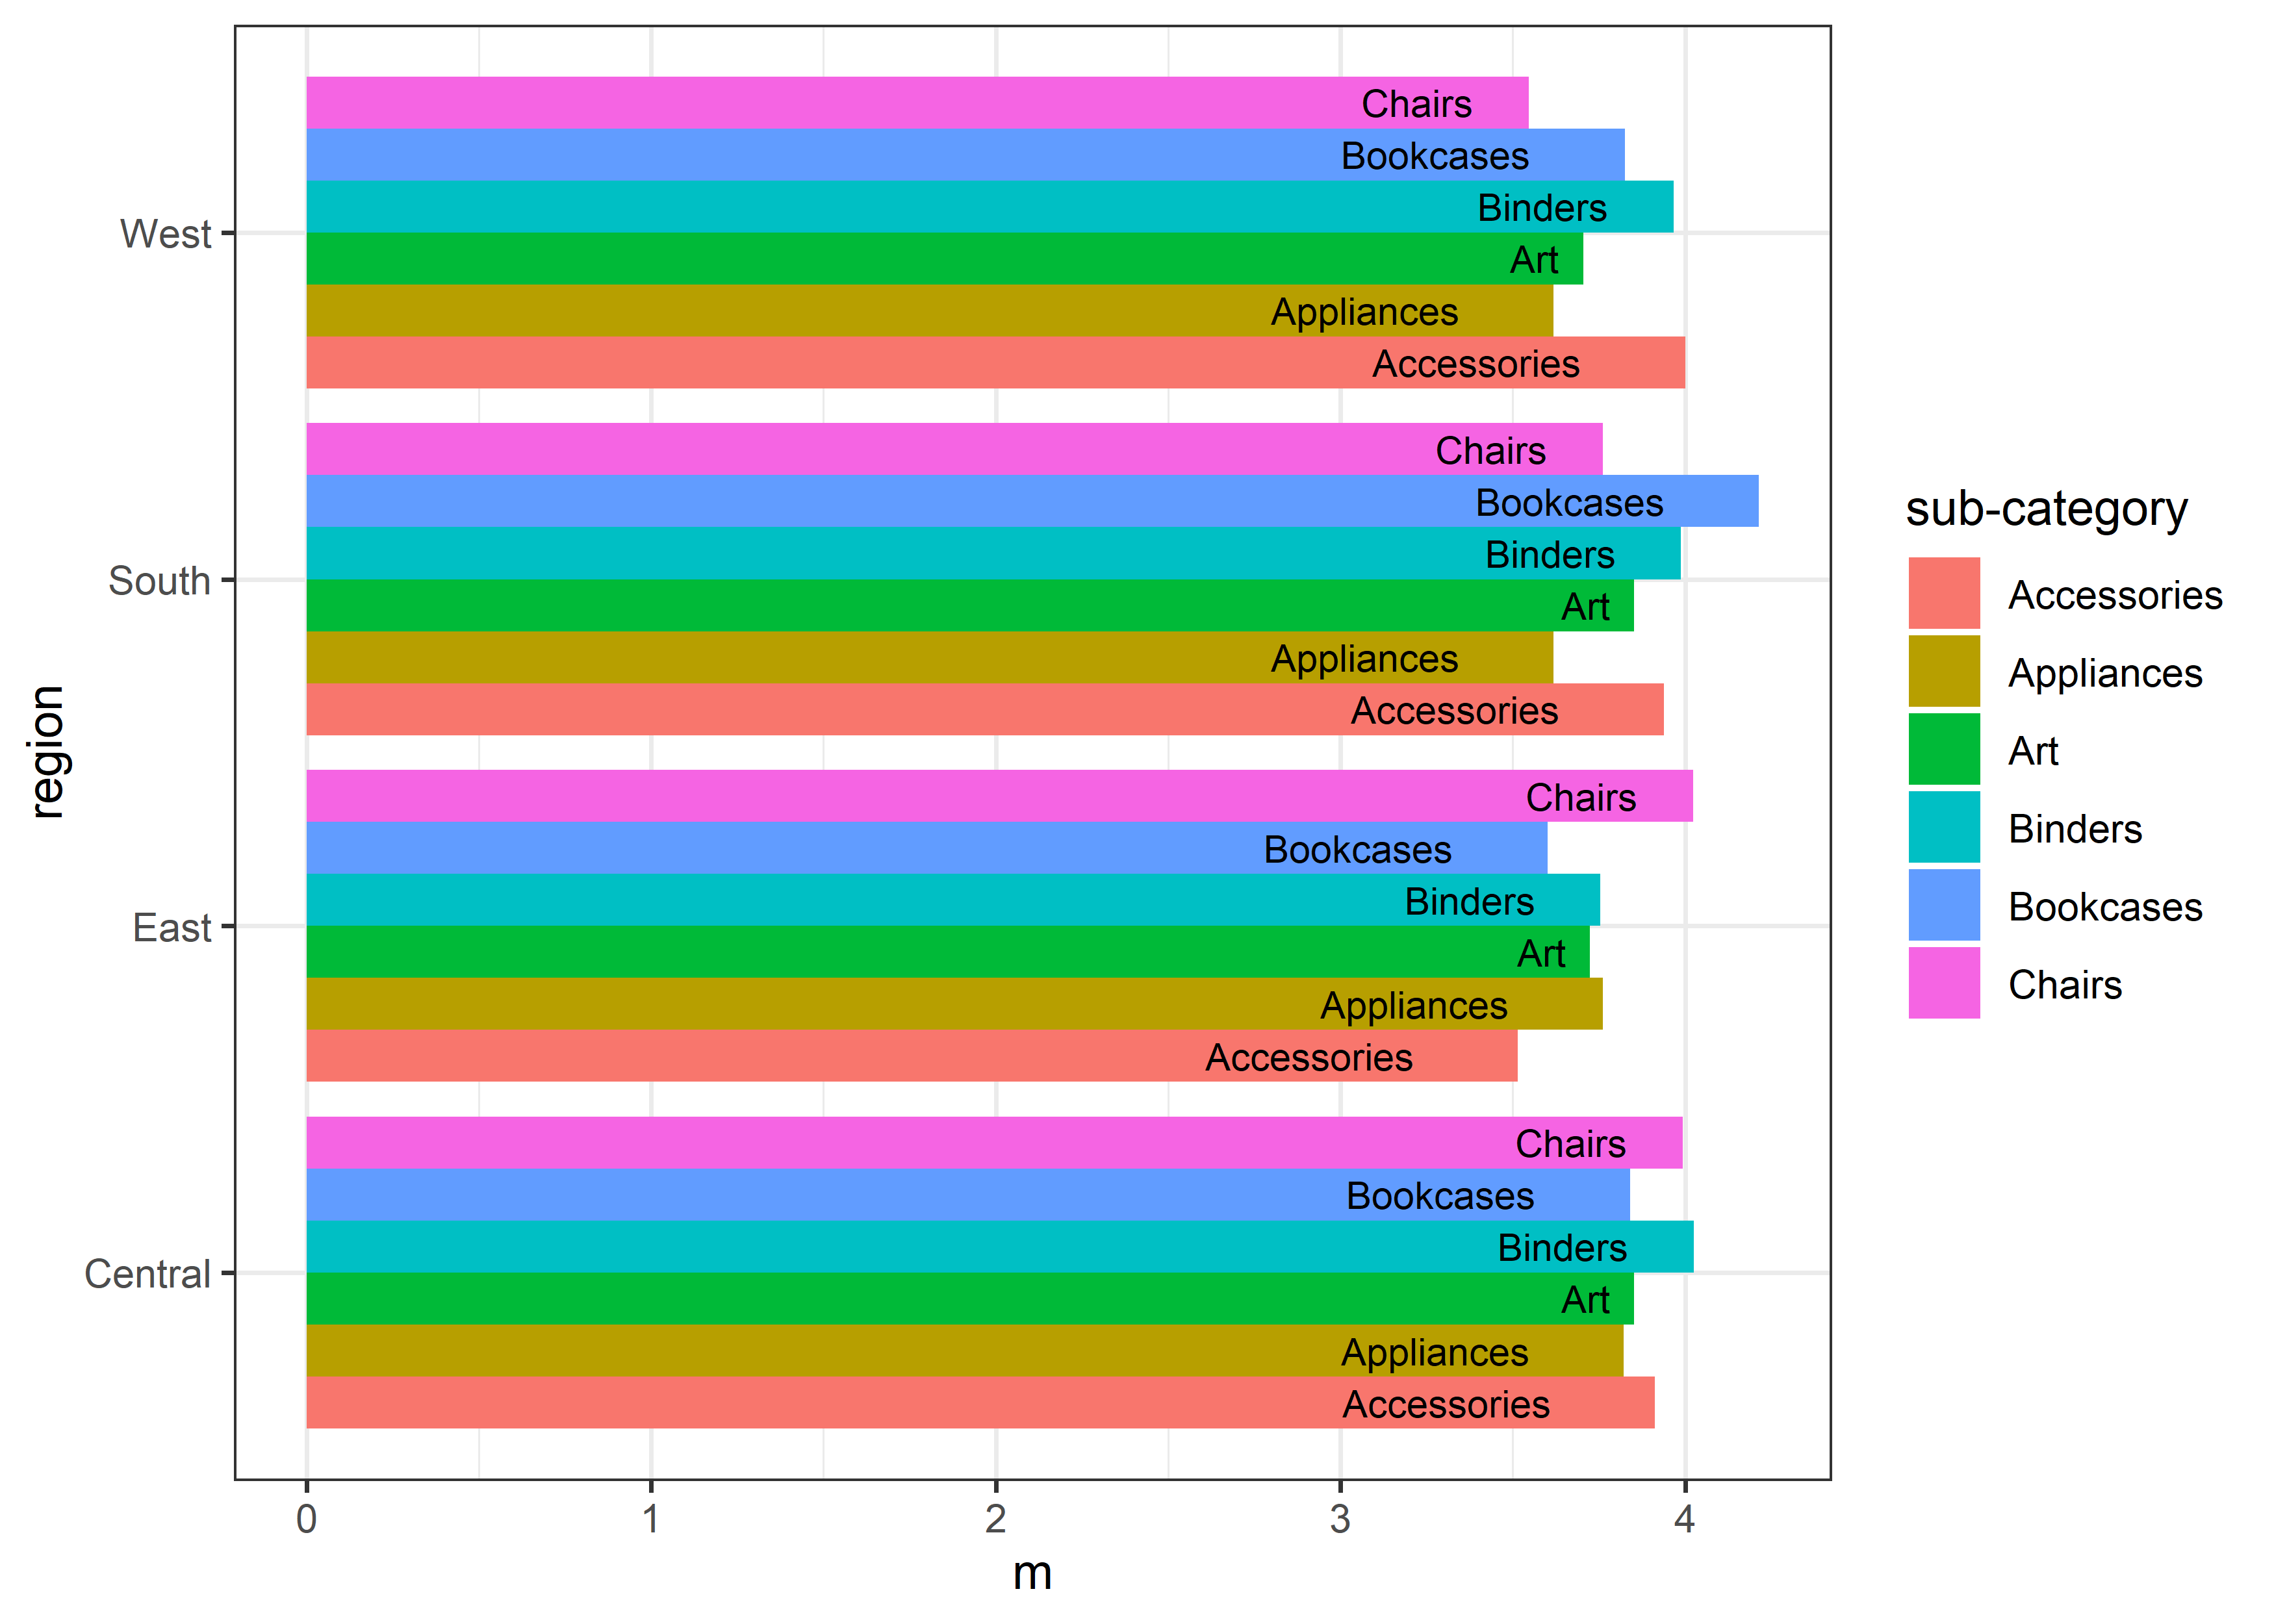 Chairs
Bookcases
Binders
West
Art
Appliances
Accessories
Chairs
Bookcases
Binders
South
Art
Appliances
Accessories
Chairs
Bookcases
Binders
East
Art
Appliances
Accessories
Chairs
Bookcases
Binders
Central
Art
Appliances
Accessories
region
0 1 2 3 4
m
sub-category
Accessories
Appliances
Art
Binders
Bookcases
Chairs